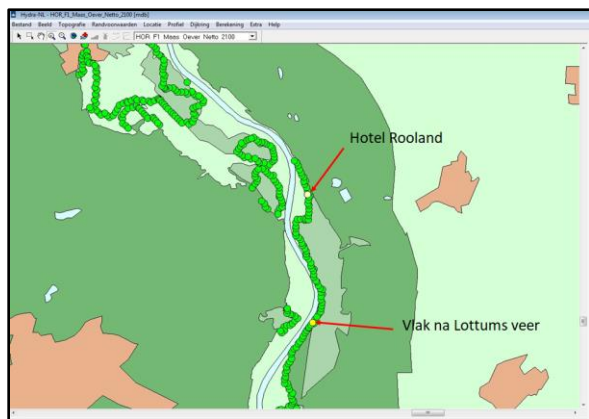 Hydra-NL - HOR_F1_Maas_Oever_Netto_2100 [mdb]
Bestand Beeld Topografie Randvoorwaarden Locatie Profiel Dijkring Berekening Extra Help
HOR_F1_Maas_Oever_Netto_2100
Hotel Rooland
Vlak na Lottums veer